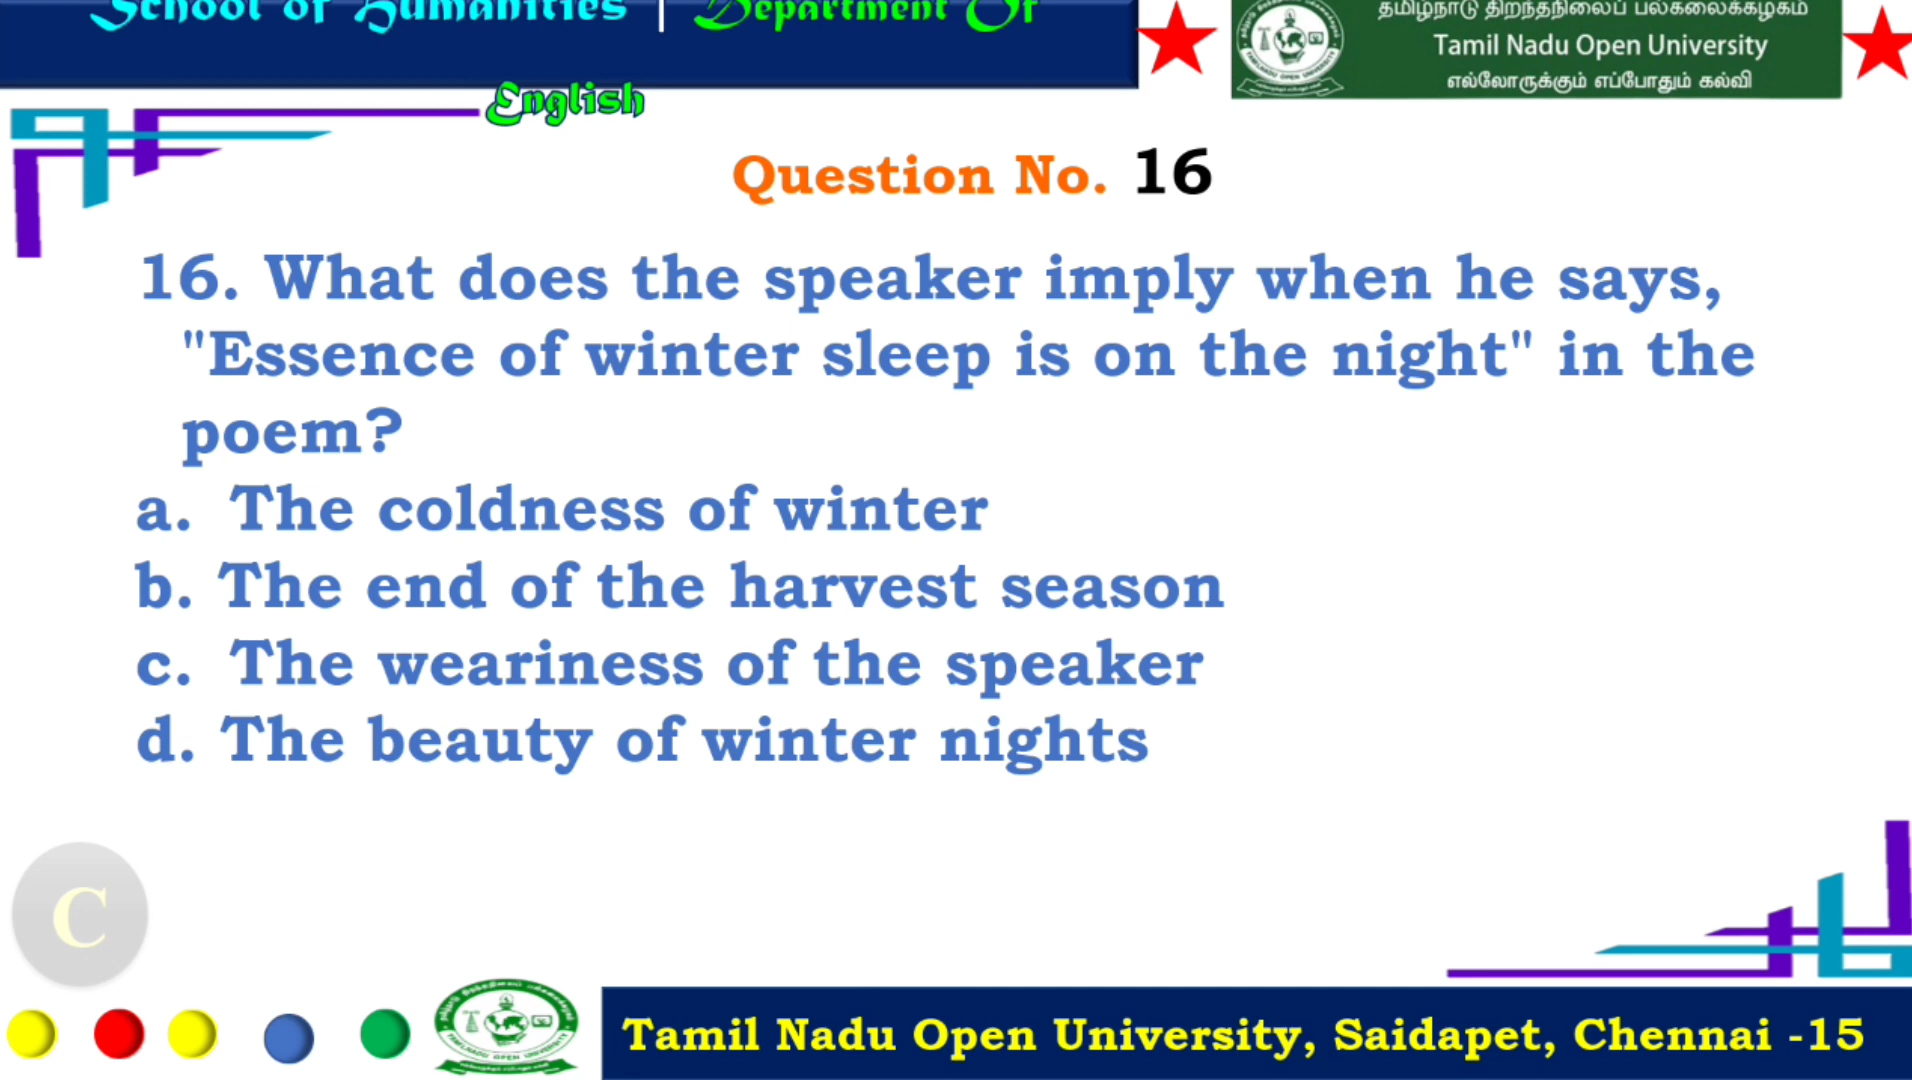 School of Humanities | Department Of
English
தமிழ்நாடு திறந்தநிலைப் பல்கலைக்கழகம்
Tamil Nadu Open University
எல்லோருக்கும் எப்போதும் கல்வி
Question No. 16
16. What does the speaker imply when he says,
"Essence of winter sleep is on the night" in the
poem?
a. The coldness of winter
b. The end of the harvest season
c. The weariness of the speaker
d. The beauty of winter nights
C
Tamil Nadu Open University, Saidapet, Chennai -15